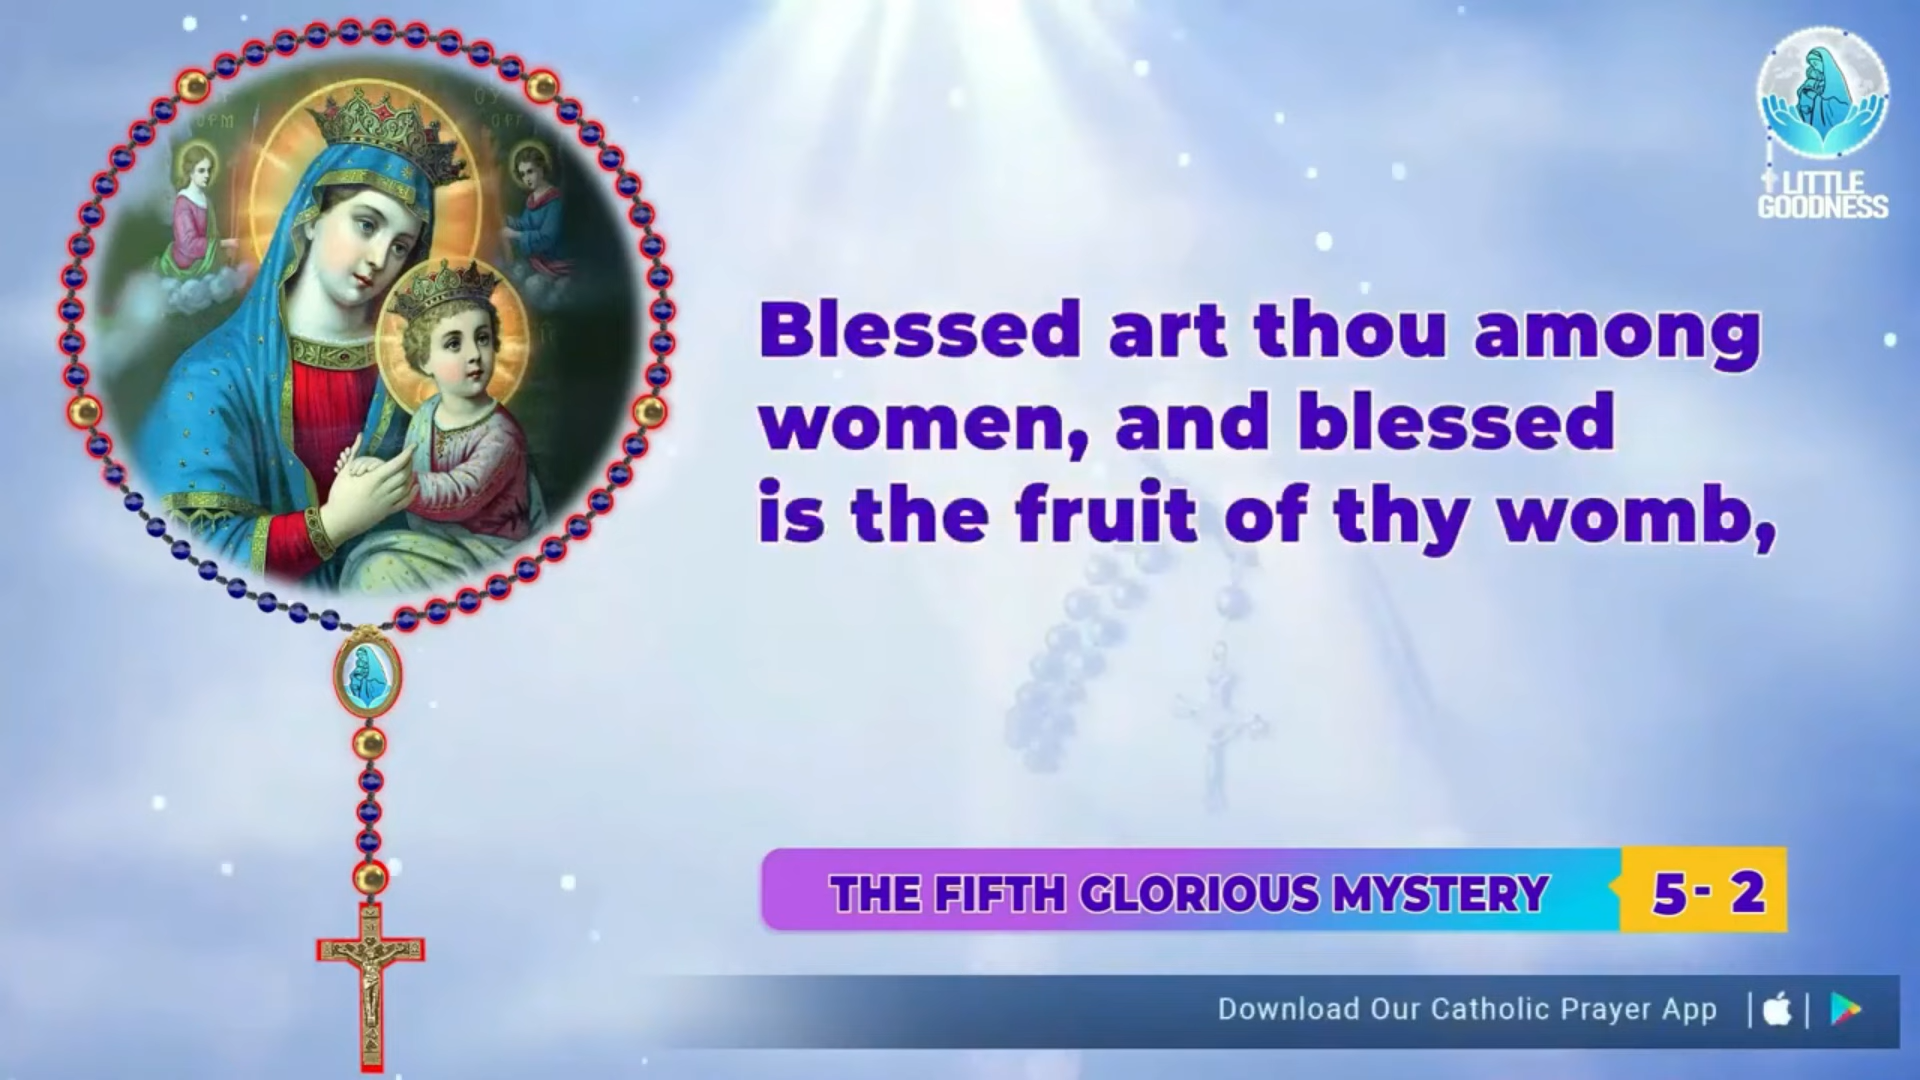 LITTLE
GOODNESS
Blessed art thou among
women, and blessed
is the fruit of thy womb,
THE FIFTH GLORIOUS MYSTERY 5- 2
Download Our Catholic Prayer App